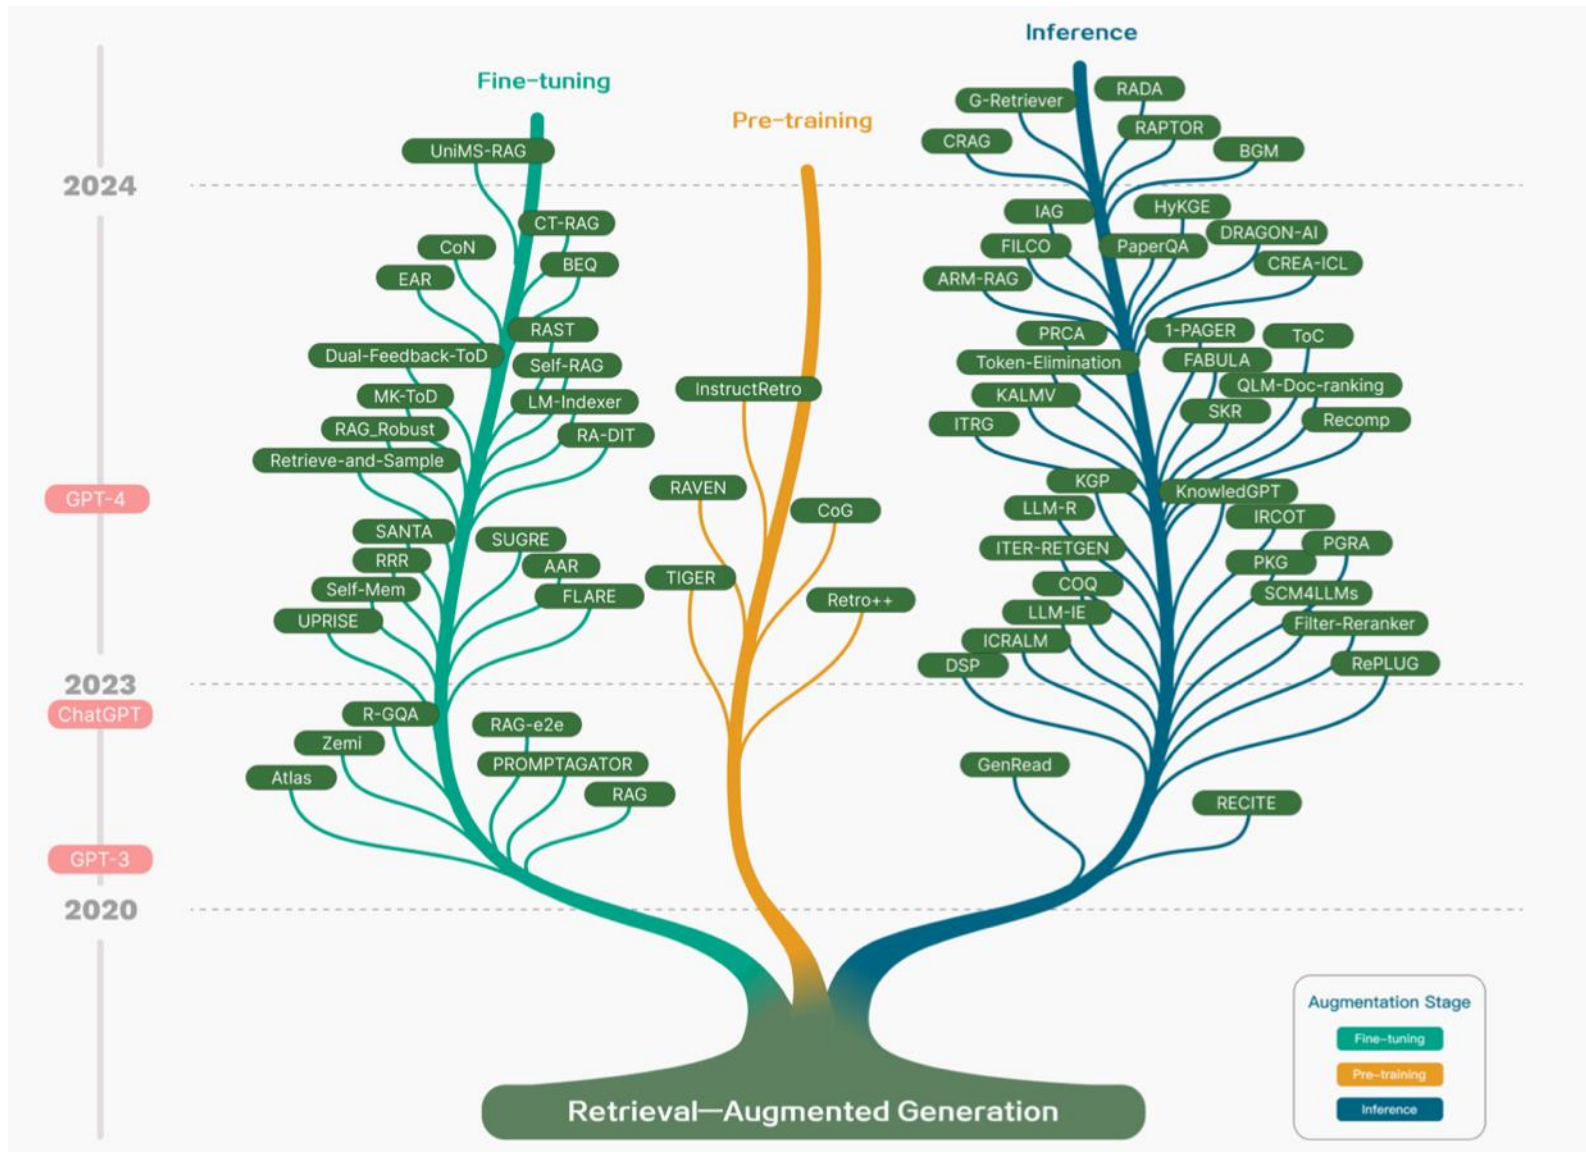 Inference
Fine-tuning
Pre-training
2024
2023
2020
GPT-4
ChatGPT
GPT-3
UniMS-RAG
CT-RAG
CoN
BEQ
EAR
RAST
Dual-Feedback-ToD
Self-RAG
MK-ToD
LM-Indexer
RAG_Robust
RA-DIT
Retrieve-and-Sample
SANTA
SUGRE
RRR
AAR
Self-Mem
FLARE
UPRISE
R-GQA
RAG-e2e
Zemi
PROMPTAGATOR
Atlas
RAG
InstructRetro
RAVEN
CoG
TIGER
Retro++
G-Retriever
RADA
CRAG
RAPTOR
BGM
IAG
HyKGE
FILCO
PaperQA
DRAGON-AI
ARM-RAG
CREA-ICL
PRCA
1-PAGER
ToC
Token-Elimination
FABULA
KALMV
QLM-Doc-ranking
ITRG
SKR
Recomp
KGP
KnowledGPT
LLM-R
IRCOT
ITER-RETGEN
PGRA
PKG
COQ
SCM4LLMs
LLM-IE
Filter-Reranker
ICRALM
DSP
RePLUG
GenRead
RECITE
Retrieval—Augmented Generation
Augmentation Stage
Fine-tuning
Pre-training
Inference